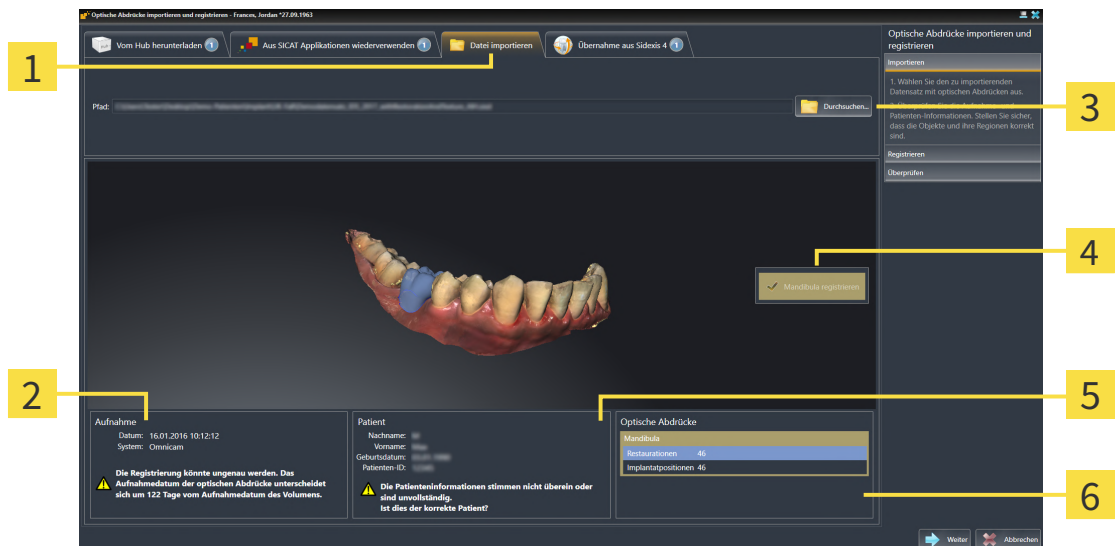 Optische Abdrücke importieren und registrieren - Frances, Jordan *27.09.1963
Vom Hub herunterladen 1
Aus SICAT Applikationen wiederverwenden 1
Datei importieren
Übernahme aus Sidexis 4 1
Optische Abdrücke importieren und
registrieren
Importieren
1. Wählen Sie den zu importierenden
Datensatz mit optischen Abdrücken aus.
Patienten-Informationen. Stellen Sie sicher,
dass die Objekte und ihre Regionen korrekt
sind.
Registrieren
Überprüfen
1
Pfad:
Durchsuchen...
3
4
Mandibula registrieren
2
5
6
Aufnahme
Datum: 16.01.2016 10:12:12
System: Omnicam
Die Registrierung könnte ungenau werden. Das
Aufnahmedatum der optischen Abdrücke unterscheidet
sich um 122 Tage vom Aufnahmedatum des Volumens.
Patient
Nachname:
Vorname:
Geburtsdatum:
Patienten-ID:
Die Patienteninformationen stimmen nicht überein oder
sind unvollständig.
Ist dies der korrekte Patient?
Optische Abdrücke
Mandibula
Restaurationen 46
Implantatpositionen 46
Weiter
Abbrechen